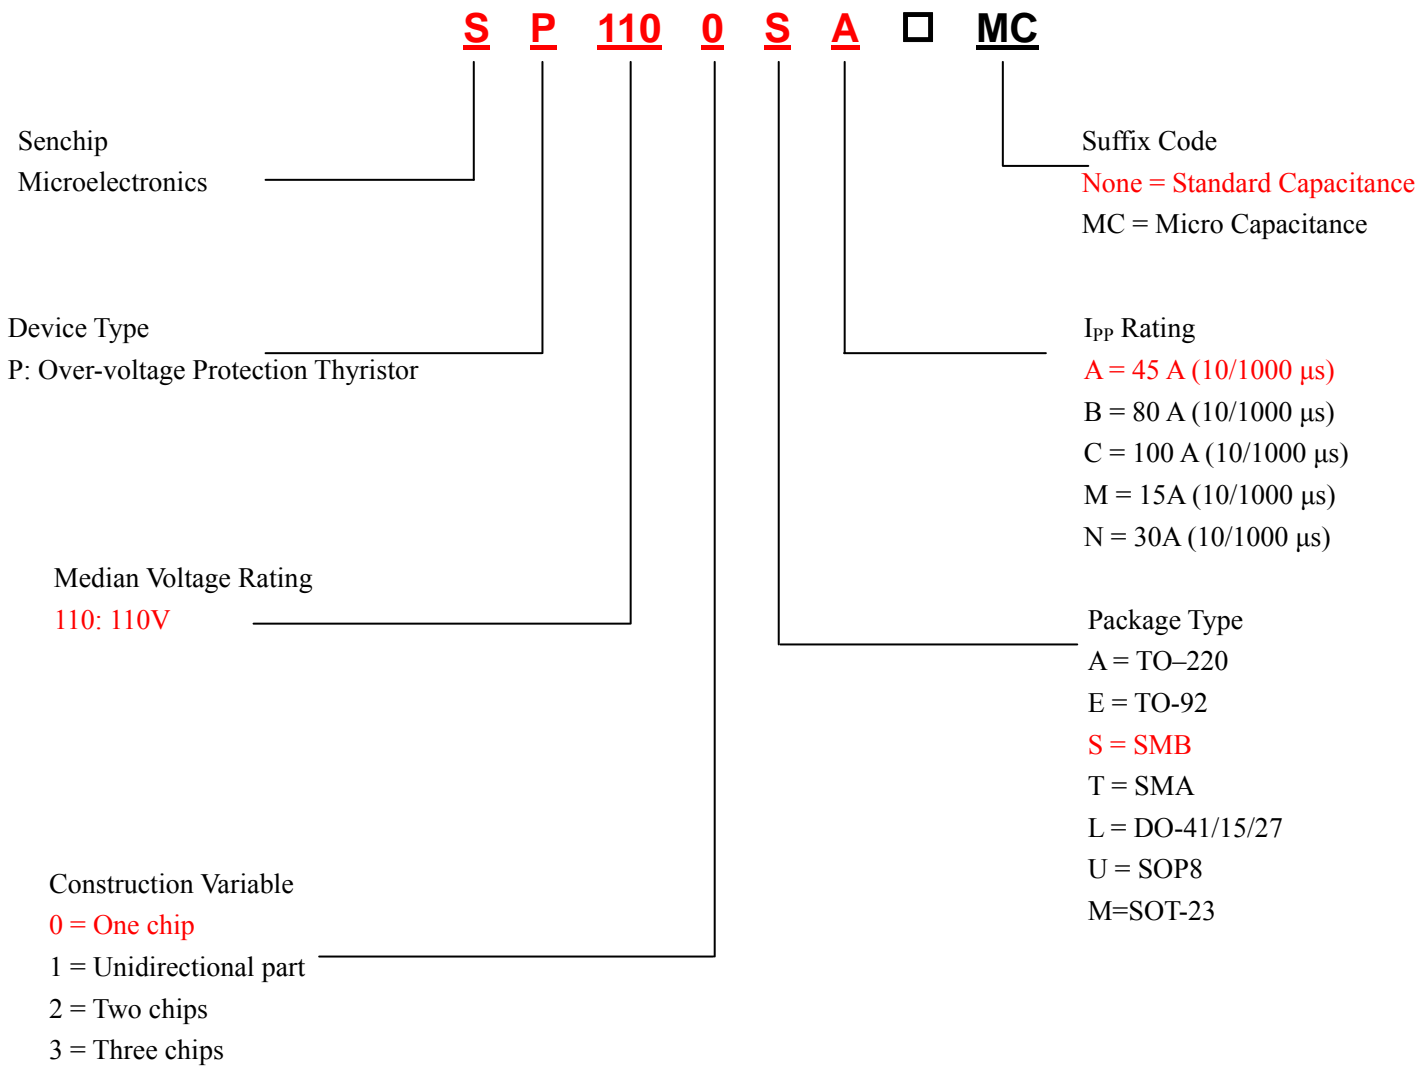 S P 110 0 S A □ MC
Senchip
Microelectronics
Suffix Code
None = Standard Capacitance
MC = Micro Capacitance
Device Type
P: Over-voltage Protection Thyristor
IPP Rating
A = 45 A (10/1000 μs)
B = 80 A (10/1000 μs)
C = 100 A (10/1000 μs)
M = 15A (10/1000 μs)
N = 30A (10/1000 μs)
Median Voltage Rating
110: 110V
Package Type
A = TO–220
E = TO-92
S = SMB
T = SMA
L = DO-41/15/27
U = SOP8
M=SOT-23
Construction Variable
0 = One chip
1 = Unidirectional part
2 = Two chips
3 = Three chips